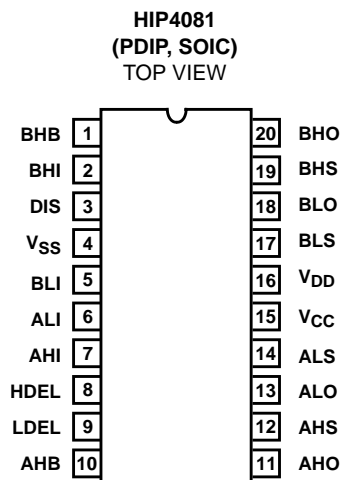 HIP4081
(PDIP, SOIC)
TOP VIEW
BHB 1 20 BHO
BHI 2 19 BHS
DIS 3 18 BLO
VSS 4 17 BLS
BLI 5 16 VDD
ALI 6 15 VCC
AHI 7 14 ALS
HDEL 8 13 ALO
LDEL 9 12 AHS
AHB 10 11 AHO